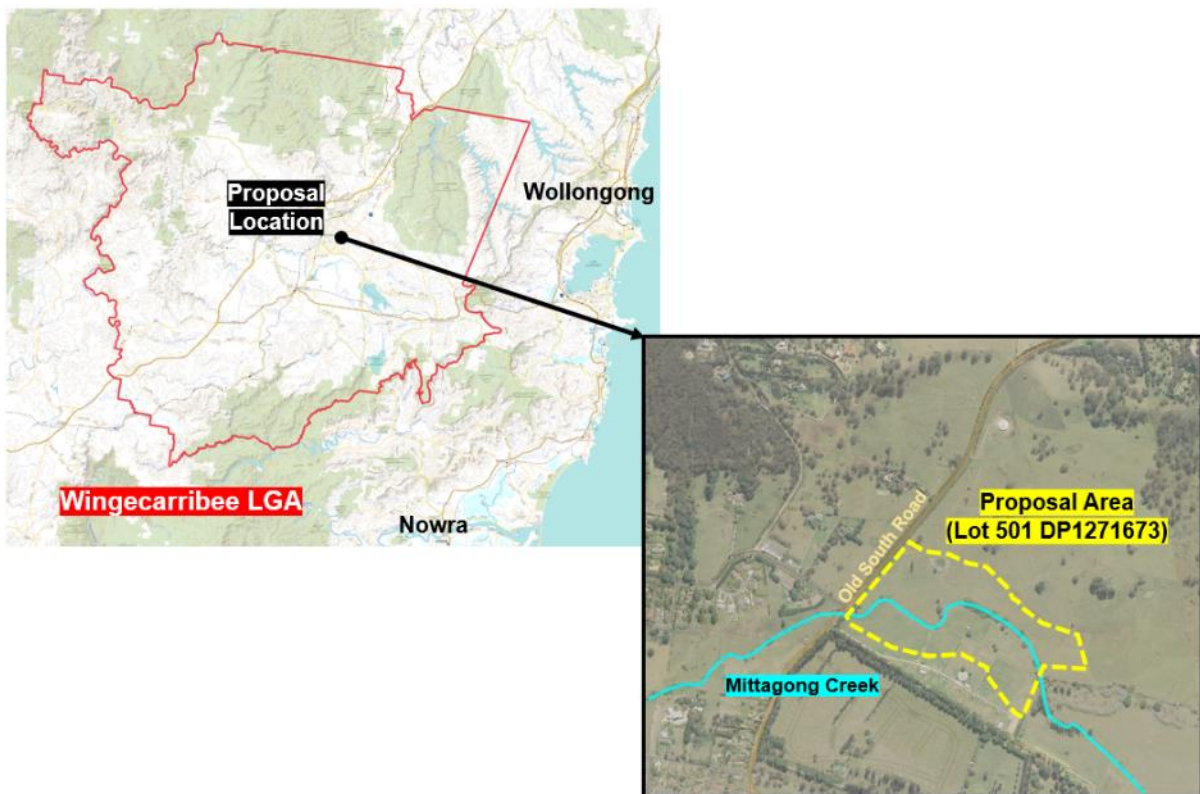 Proposal
Location
Wollongong
Wingecarribee LGA
Nowra
Old South Road
Proposal Area
(Lot 501 DP1271673)
Mittagong Creek